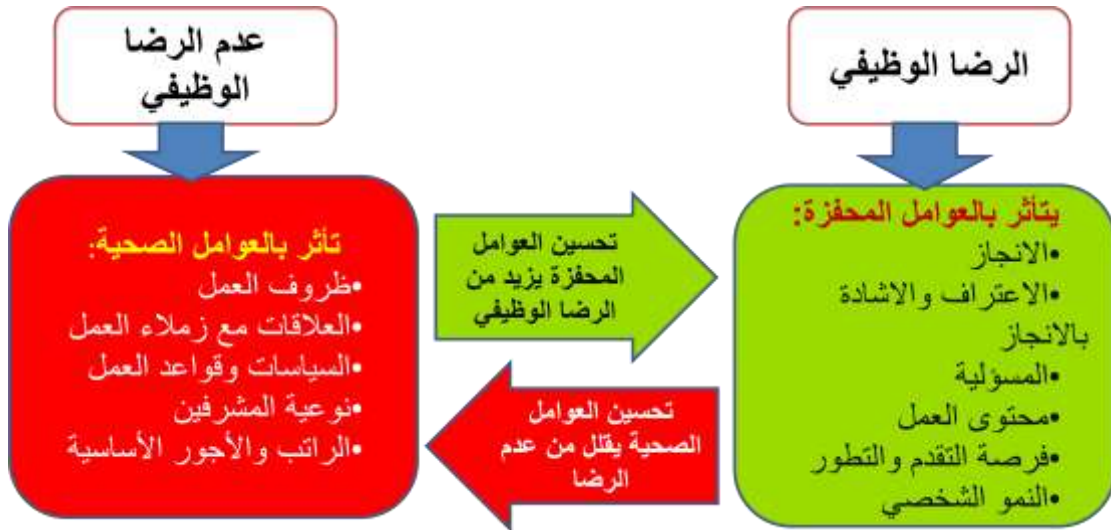 الرضا الوظيفي
يتأثر بالعوامل المحفزة:
•الانجاز
•الاعتراف والاشادة
بالانجاز
•المسؤلية
•محتوى العمل
•فرصة التقدم والتطور
•النمو الشخصي
تحسين العوامل
المحفزة يزيد من
الرضا الوظيفي
تحسين العوامل
الصحية يقلل من عدم
الرضا
عدم الرضا
الوظيفي
تأثر بالعوامل الصحية:
•ظروف العمل
•العلاقات مع زملاء العمل
•السياسات وقواعد العمل
•نوعية المشرفين
•الراتب والأجور الأساسية